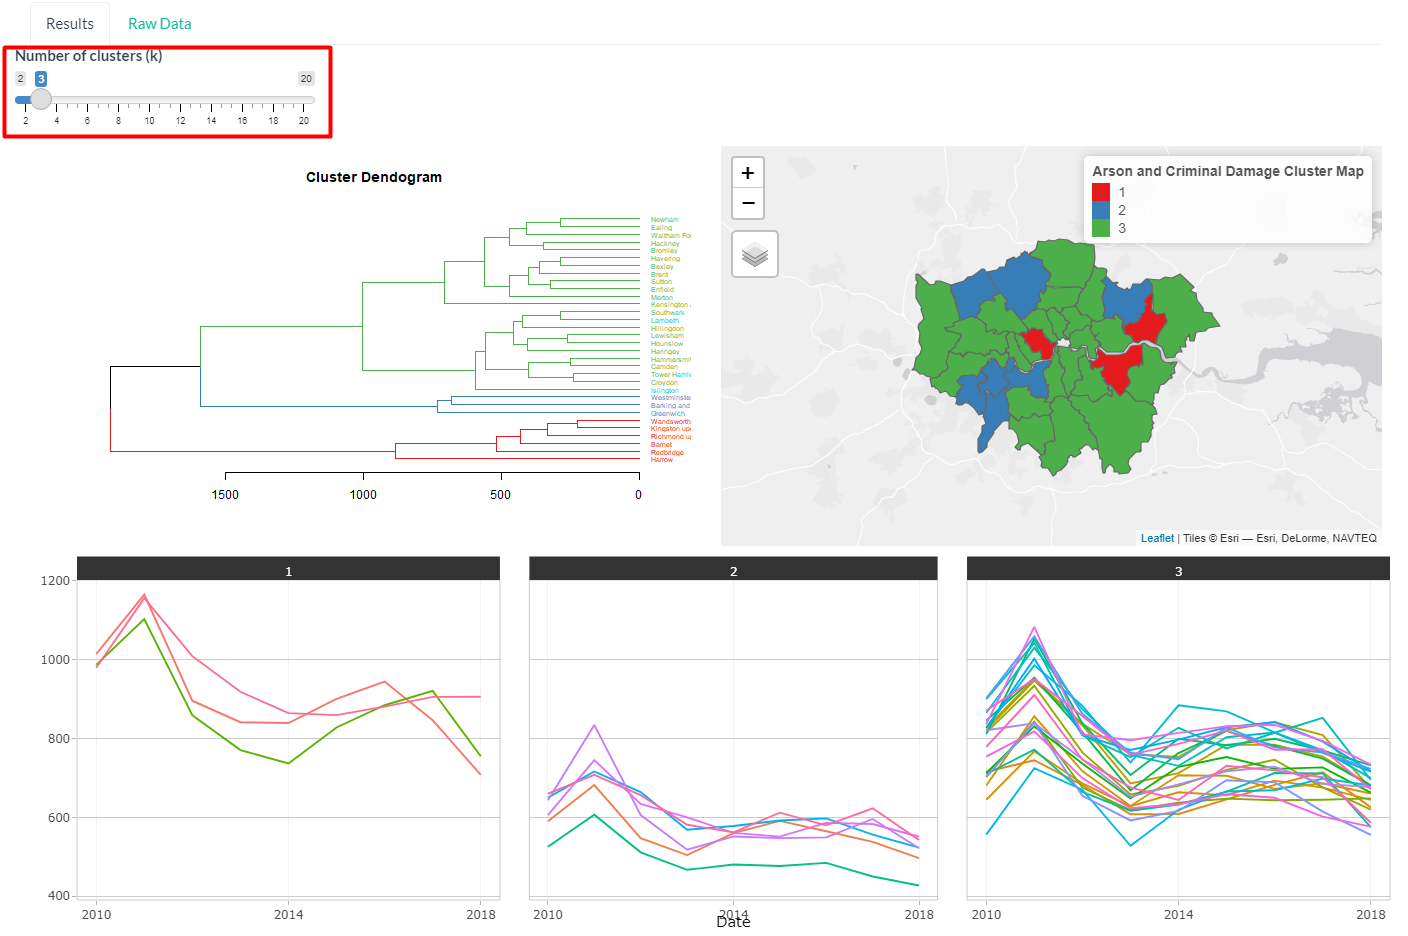 Results Raw Data
Number of clusters (k)
2 3 20
2 4 6 8 10 12 14 16 18 20
Cluster Dendogram
Newham
Ealing
Waltham Fo
Hackney
Bromley
Havering
Bexley
Brent
Sutton
Enfield
Merton
Kensington
Southwark
Lambeth
Hillingdon
Lewisham
Hounslow
Haringey
Hammersmi
Camden
Tower Haml
Croydon
Islington
Westminste
Barking and
Greenwich
Wandsworth
Kingston up
Richmond u
Barnet
Redbridge
Harrow
1500 1000 500 0
+
−
Arson and Criminal Damage Cluster Map
1
2
3
Leaflet | Tiles © Esri — Esri, DeLorme, NAVTEQ
1 2 3
1200
1000
800
600
400
2010 2014 2018 2010 2014 2018 2010 2014 2018
Date